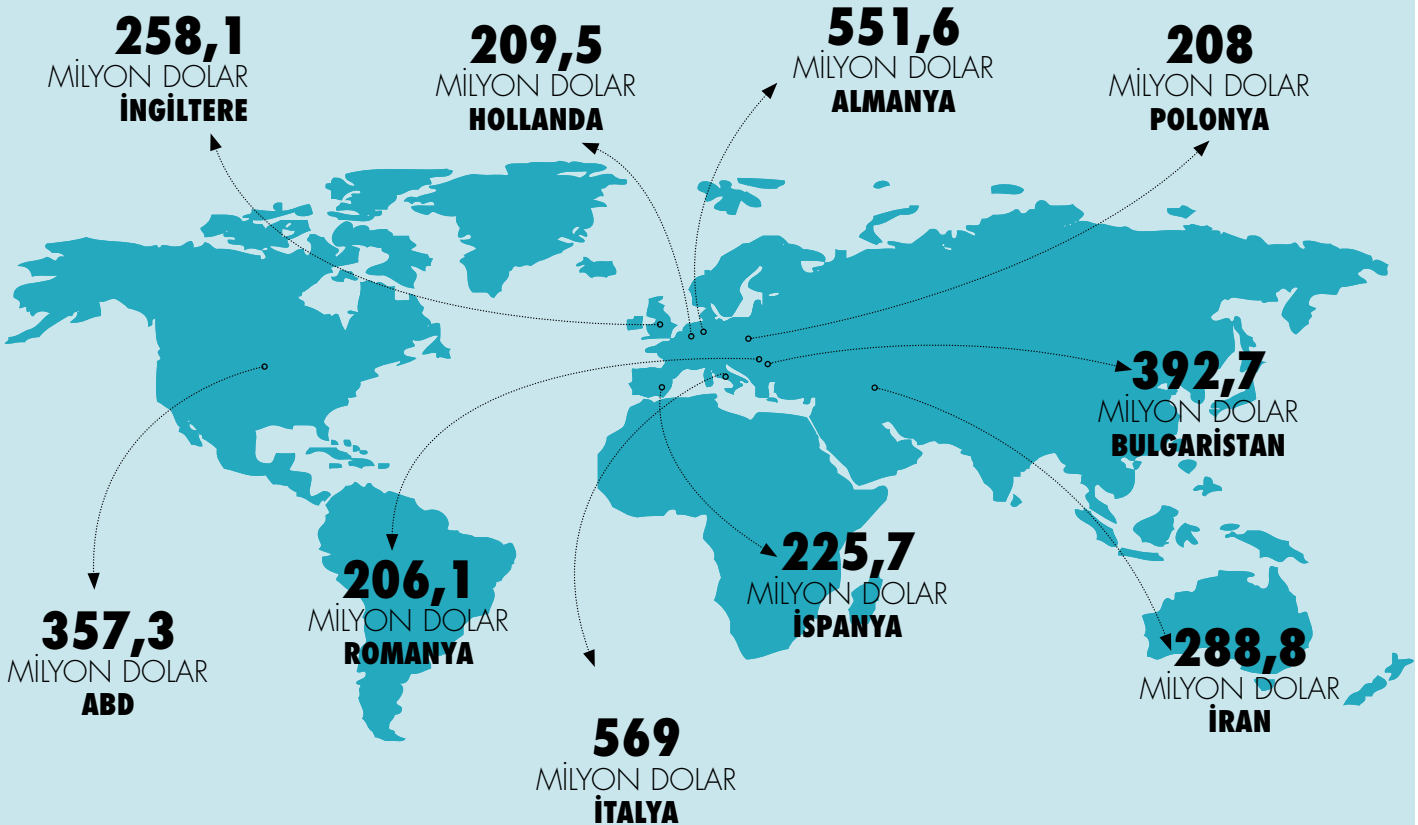 258,1
MİLYON DOLAR
İNGİLTERE
209,5
MİLYON DOLAR
HOLLANDA
551,6
MİLYON DOLAR
ALMANYA
208
MİLYON DOLAR
POLONYA
392,7
MİLYON DOLAR
BULGARİSTAN
357,3
MİLYON DOLAR
ABD
206,1
MİLYON DOLAR
ROMANYA
225,7
MİLYON DOLAR
İSPANYA
288,8
MİLYON DOLAR
İRAN
569
MİLYON DOLAR
İTALYA